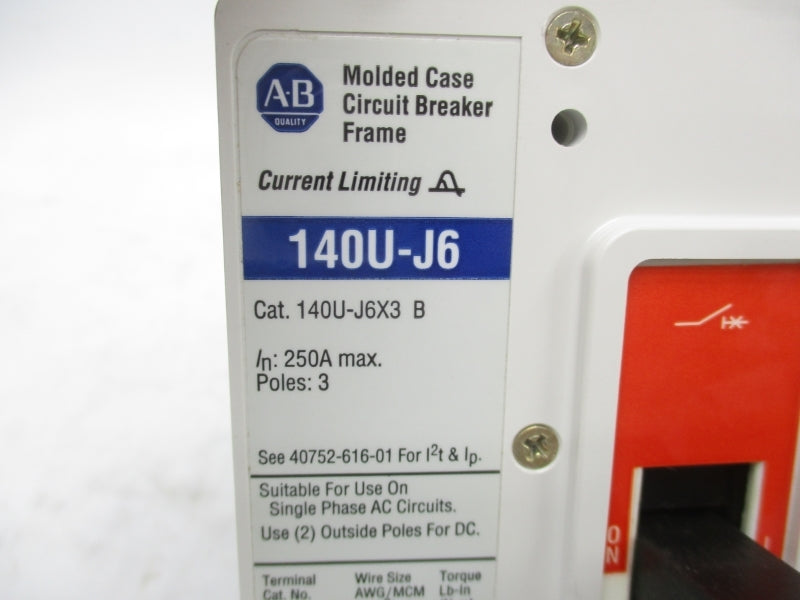 A-B
QUALITY
Molded Case
Circuit Breaker
Frame
Current Limiting
140U-J6
Cat. 140U-J6X3 B
In: 250A max.
Poles: 3
See 40752-616-01 For I²t & Ip.
Suitable For Use On
Single Phase AC Circuits.
Use (2) Outside Poles For DC.
Terminal Wire Size Torque
Cat. No. AWG/MCM Lb-in
ON
I